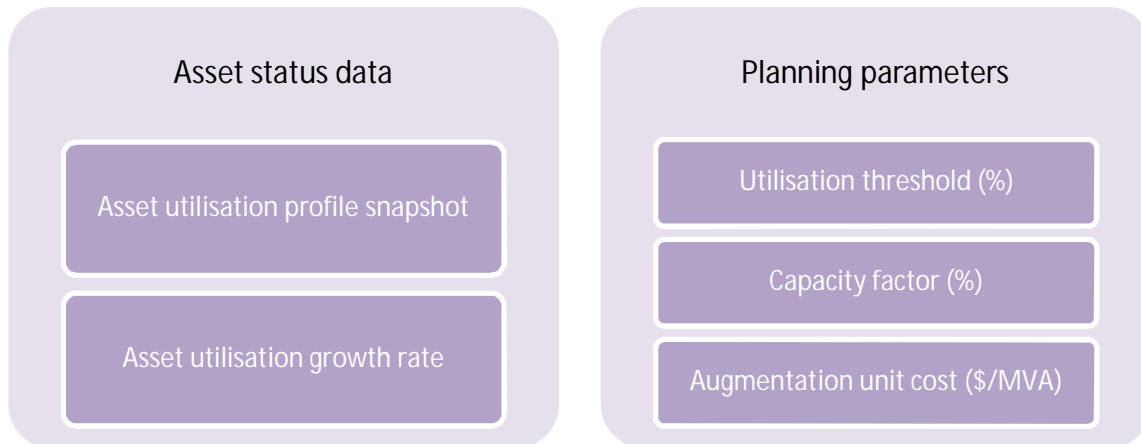 Asset status data
Asset utilisation profile snapshot
Asset utilisation growth rate
Planning parameters
Utilisation threshold (%)
Capacity factor (%)
Augmentation unit cost ($/MVA)